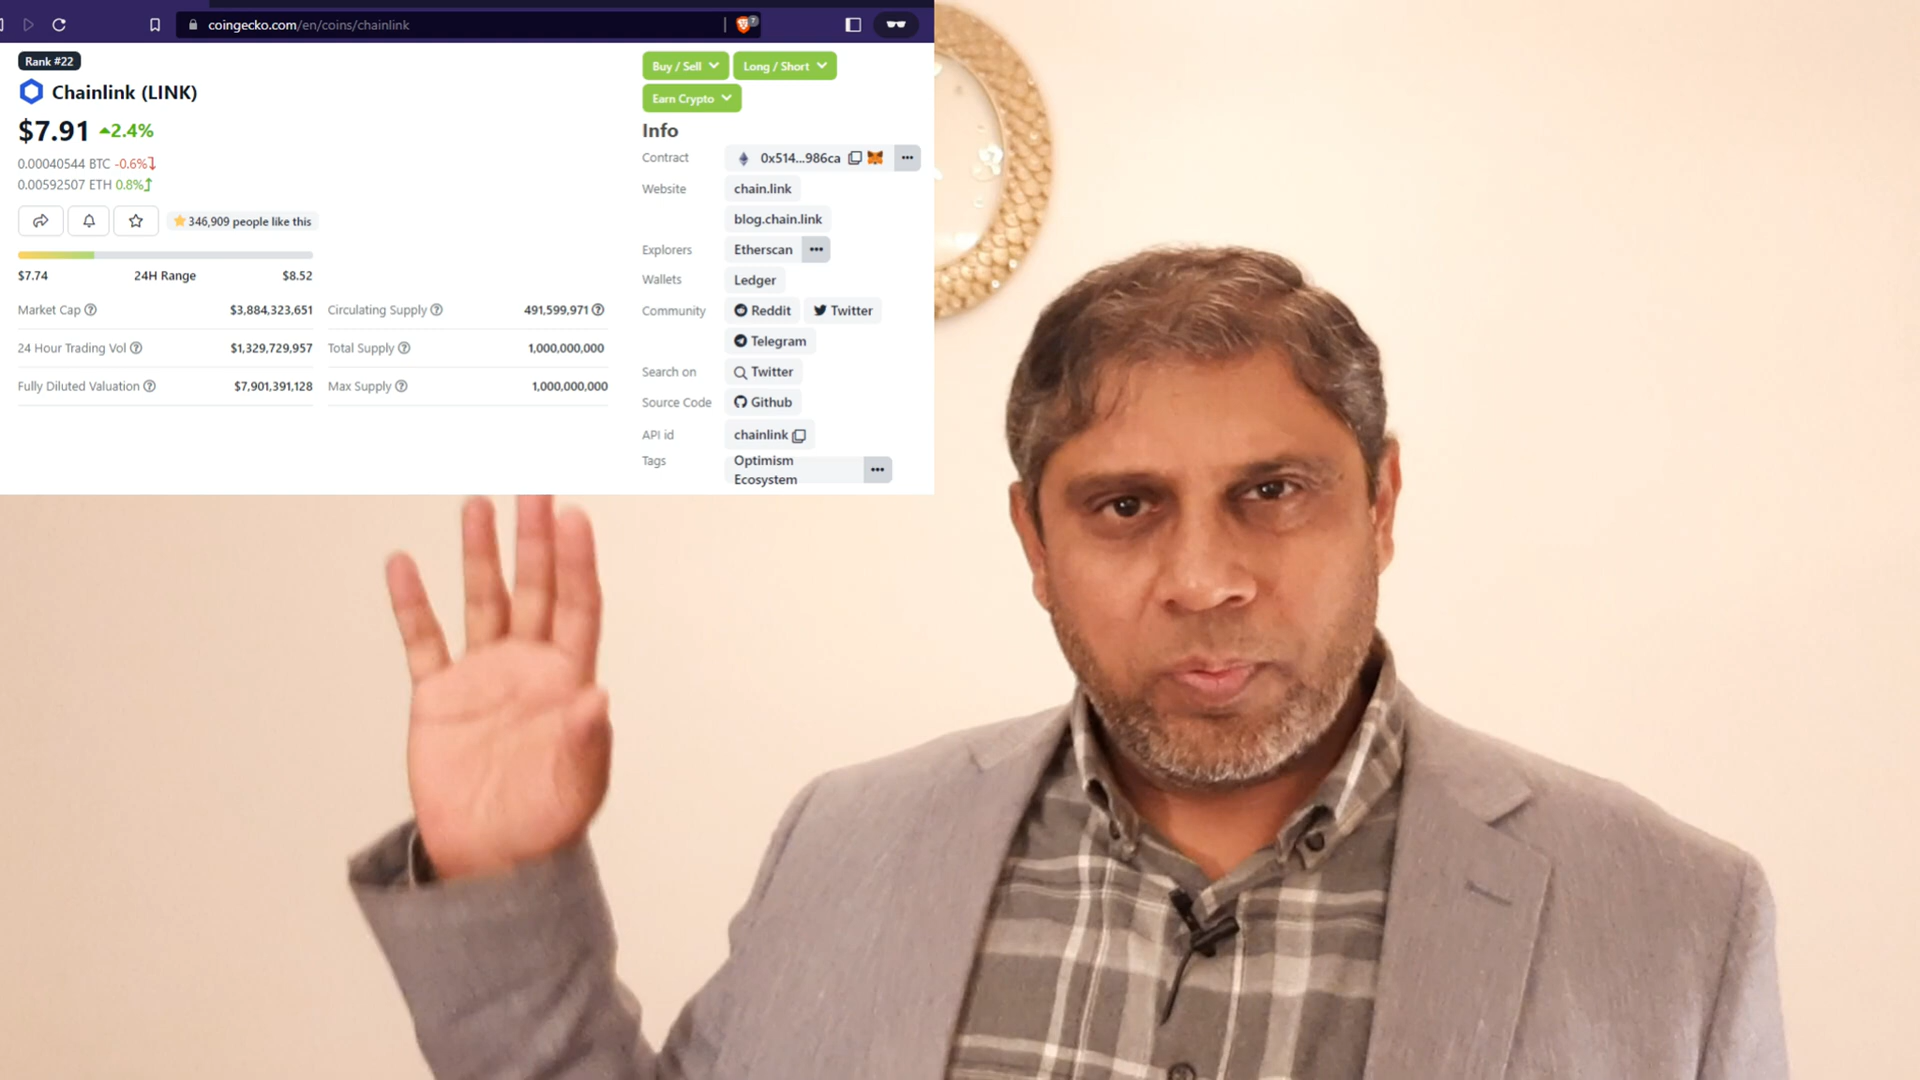 coingecko.com/en/coins/chainlink
Rank #22
Chainlink (LINK)
$7.91 2.4%
0.00040544 BTC -0.6%
0.00592507 ETH 0.8%
346,909 people like this
$7.74 24H Range $8.52
Market Cap $3,884,323,651
24 Hour Trading Vol $1,329,729,957
Fully Diluted Valuation $7,901,391,128
Circulating Supply 491,599,971
Total Supply 1,000,000,000
Max Supply 1,000,000,000
Buy / Sell Long / Short
Earn Crypto
Info
Contract 0x514...986ca
Website chain.link
blog.chain.link
Explorers Etherscan
Wallets Ledger
Community Reddit Twitter
Telegram
Search on Twitter
Source Code Github
API id chainlink
Tags Optimism
Ecosystem